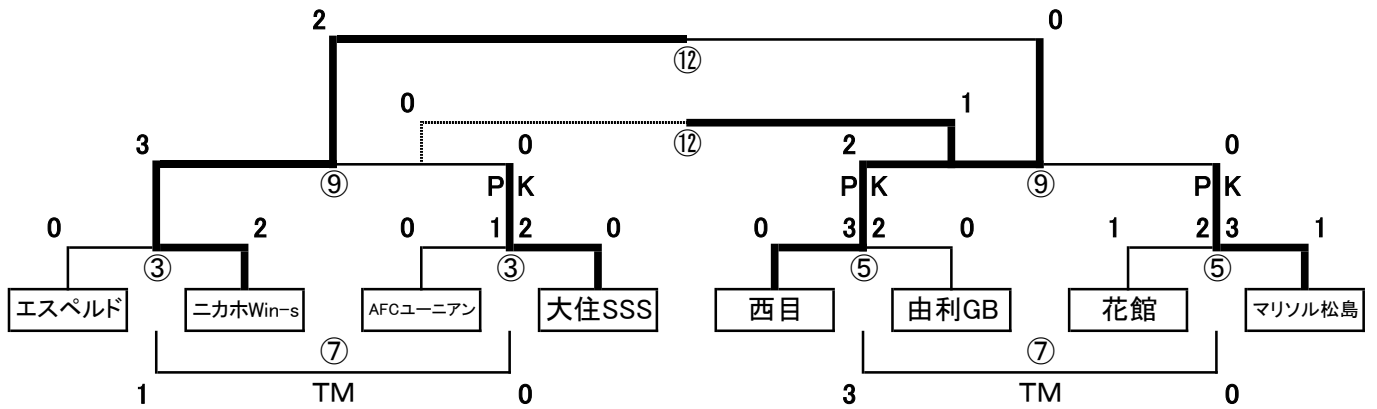 2 0
⑫
0 1
⑫
3 0 2 0
⑨ ⑨
PK PK PK
0 2 0 1 2 0 0 3 2 0 1 2 3 1
③ ③ ⑤ ⑤
エスペルド ニカホWin-s AFCユーニアン 大住SSS 西目 由利GB 花館 マリソル松島
⑦ ⑦
1 TM 0 3 TM 0